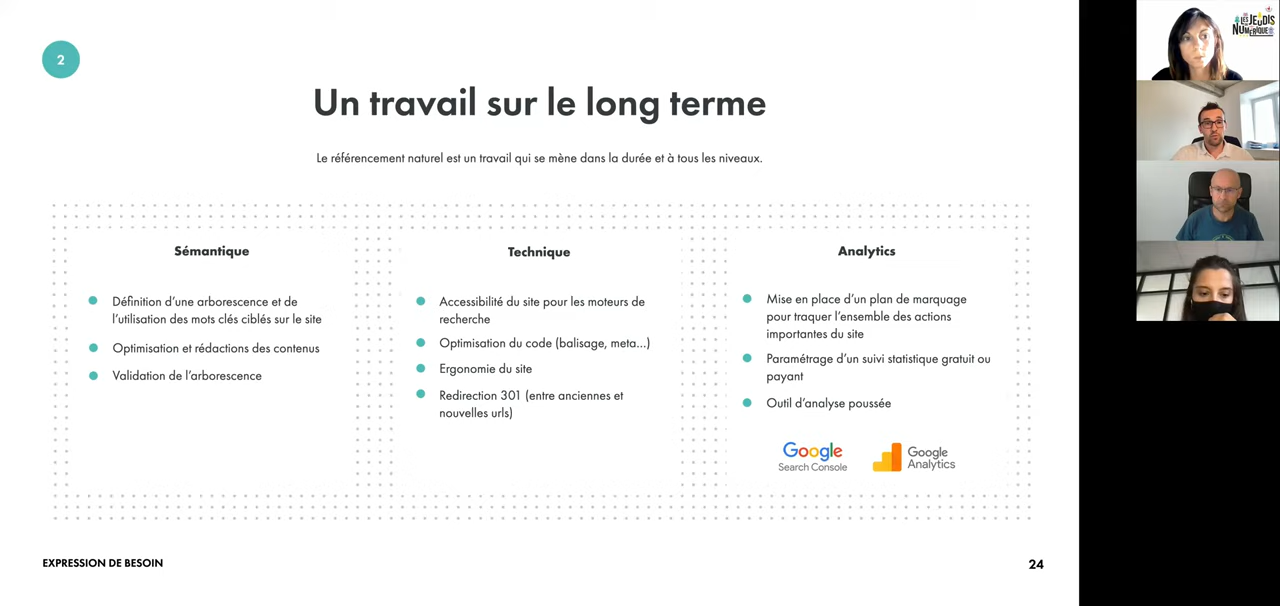 2
Un travail sur le long terme
Le référencement naturel est un travail qui se mène dans la durée et à tous les niveaux.
Sémantique
Définition d’une arborescence et de
l’utilisation des mots clés ciblés sur le site
Optimisation et rédactions des contenus
Validation de l’arborescence
Technique
Accessibilité du site pour les moteurs de
recherche
Optimisation du code (balisage, meta...)
Ergonomie du site
Redirection 301 (entre anciennes et
nouvelles urls)
Analytics
Mise en place d’un plan de marquage
pour traquer l’ensemble des actions
importantes du site
Paramétrage d’un suivi statistique gratuit ou
payant
Outil d’analyse poussée
Google
Search Console
Google
Analytics
EXPRESSION DE BESOIN
24
LES JEUDIS
NUMÉRIQUES